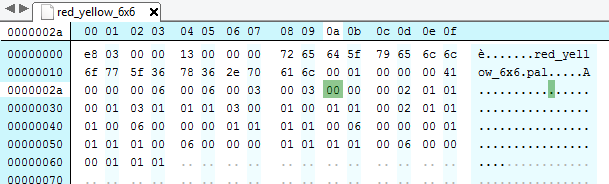 red_yellow_6x6
0000002a 00 01 02 03 04 05 06 07 08 09 0a 0b 0c 0d 0e 0f
00000000 e8 03 00 00 13 00 00 00 72 65 64 5f 79 65 6c 6c è.......red_yell
00000010 6f 77 5f 36 78 36 2e 70 61 6c 00 01 00 00 00 41 ow_6x6.pal.....A
0000002a 00 00 00 06 00 06 00 03 00 03 00 00 00 02 01 01 ................
00000030 00 01 03 01 01 01 03 00 01 00 01 01 00 02 01 01 ................
00000040 01 00 06 00 00 01 01 01 01 00 06 00 00 00 01 ................
00000050 01 01 01 00 06 00 00 00 01 01 01 01 00 06 00 00 ................
00000060 00 01 01 01 .. .. .. .. .. .. .. .. .. .. .. .. ................
00000070 .. .. .. .. .. .. .. .. .. .. .. .. .. .. .. .. ................